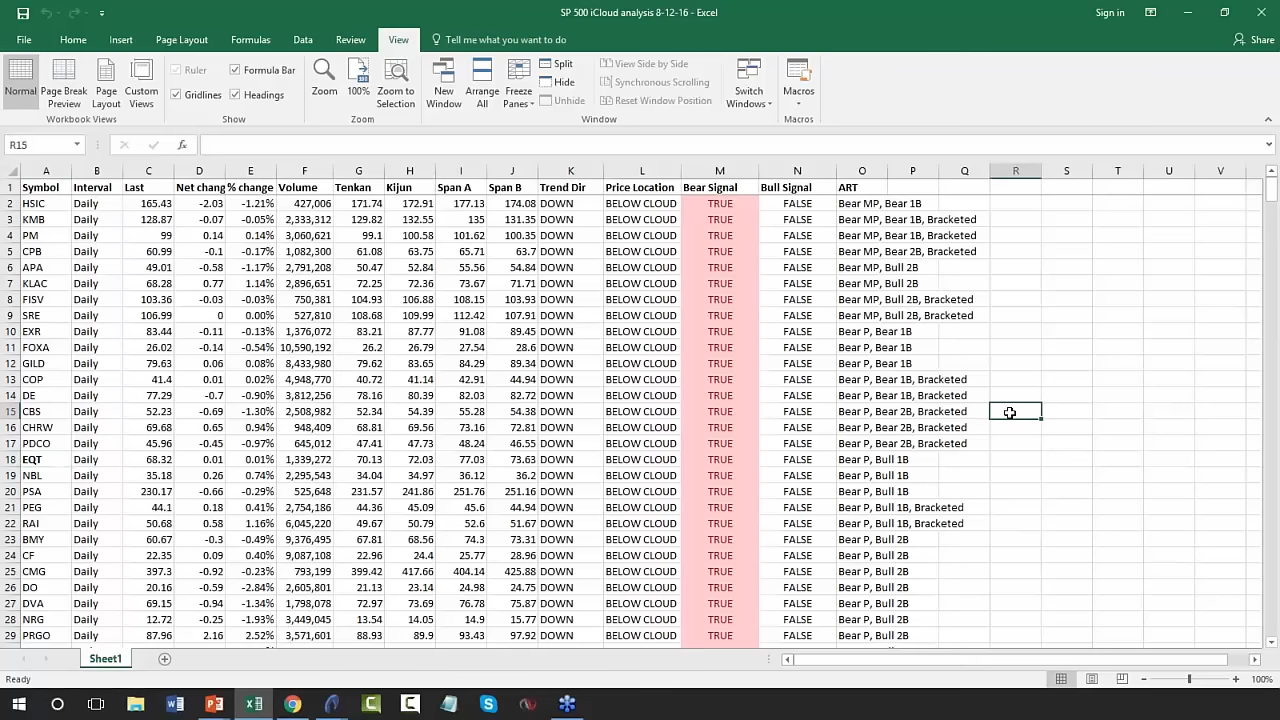 SP 500 iCloud analysis 8-12-16 - Excel
Sign in
File Home Insert Page Layout Formulas Data Review View Tell me what you want to do Share
Normal Page Break Preview Page Layout Custom Views
Workbook Views
Ruler Formula Bar
Gridlines Headings
Show
Zoom 100% Zoom to Selection
Zoom
New Window Arrange All Freeze Panes
Split View Side by Side
Hide Synchronous Scrolling
Unhide Reset Window Position
Switch Windows
Window
Macros
Macros
R15 fx
A B C D E F G H I J K L M N O P Q R S T U V
1 Symbol Interval Last Net chang % change Volume Tenkan Kijun Span A Span B Trend Dir Price Location Bear Signal Bull Signal ART
2 HSIC Daily 165.43 -2.03 -1.21% 427,006 171.74 172.91 177.13 174.08 DOWN BELOW CLOUD TRUE FALSE Bear MP, Bear 1B
3 KMB Daily 128.87 -0.07 -0.05% 2,333,312 129.82 132.55 135 131.35 DOWN BELOW CLOUD TRUE FALSE Bear MP, Bear 1B, Bracketed
4 PM Daily 99 0.14 0.14% 3,060,621 99.1 100.58 101.62 100.35 DOWN BELOW CLOUD TRUE FALSE Bear MP, Bear 1B, Bracketed
5 CPB Daily 60.99 -0.1 -0.17% 1,082,300 61.08 63.75 65.71 63.7 DOWN BELOW CLOUD TRUE FALSE Bear MP, Bear 2B, Bracketed
6 APA Daily 49.01 -0.58 -1.17% 2,791,208 50.47 52.84 55.56 54.84 DOWN BELOW CLOUD TRUE FALSE Bear MP, Bull 2B
7 KLAC Daily 68.28 0.77 1.14% 2,896,651 72.25 72.36 73.67 71.71 DOWN BELOW CLOUD TRUE FALSE Bear MP, Bull 2B
8 FISV Daily 103.36 -0.03 -0.03% 750,381 104.93 106.88 108.15 103.93 DOWN BELOW CLOUD TRUE FALSE Bear MP, Bull 2B, Bracketed
9 SRE Daily 106.99 0 0.00% 527,810 108.68 109.99 112.42 107.91 DOWN BELOW CLOUD TRUE FALSE Bear MP, Bull 2B, Bracketed
10 EXR Daily 83.44 -0.11 -0.13% 1,376,072 83.21 87.77 91.08 89.45 DOWN BELOW CLOUD TRUE FALSE Bear P, Bear 1B
11 FOXA Daily 26.02 -0.14 -0.54% 10,590,192 26.2 26.79 27.54 28.6 DOWN BELOW CLOUD TRUE FALSE Bear P, Bear 1B
12 GILD Daily 79.63 0.06 0.08% 8,433,980 79.62 83.65 84.29 89.34 DOWN BELOW CLOUD TRUE FALSE Bear P, Bear 1B
13 COP Daily 41.4 0.01 0.02% 4,948,770 40.72 41.14 42.91 44.94 DOWN BELOW CLOUD TRUE FALSE Bear P, Bear 1B, Bracketed
14 DE Daily 77.29 -0.7 -0.90% 3,812,256 78.16 80.39 82.03 82.72 DOWN BELOW CLOUD TRUE FALSE Bear P, Bear 1B, Bracketed
15 CBS Daily 52.23 -0.69 -1.30% 2,508,982 52.34 54.39 55.28 54.38 DOWN BELOW CLOUD TRUE FALSE Bear P, Bear 2B, Bracketed
16 CHRW Daily 69.68 0.65 0.94% 948,409 68.81 69.56 73.16 72.81 DOWN BELOW CLOUD TRUE FALSE Bear P, Bear 2B, Bracketed
17 PDCO Daily 45.96 -0.45 -0.97% 645,012 47.41 47.73 48.24 46.55 DOWN BELOW CLOUD TRUE FALSE Bear P, Bear 2B, Bracketed
18 EQT Daily 68.32 0.01 0.01% 1,339,272 70.13 72.03 77.03 73.63 DOWN BELOW CLOUD TRUE FALSE Bear P, Bull 1B
19 NBL Daily 35.18 0.26 0.74% 2,295,543 34.04 34.97 36.12 36.2 DOWN BELOW CLOUD TRUE FALSE Bear P, Bull 1B
20 PSA Daily 230.17 -0.66 -0.29% 525,648 231.57 241.86 251.76 251.16 DOWN BELOW CLOUD TRUE FALSE Bear P, Bull 1B
21 PEG Daily 44.1 0.18 0.41% 2,754,186 44.36 45.09 45.6 44.94 DOWN BELOW CLOUD TRUE FALSE Bear P, Bull 1B, Bracketed
22 RAI Daily 50.68 0.58 1.16% 6,045,220 49.67 50.79 52.6 51.67 DOWN BELOW CLOUD TRUE FALSE Bear P, Bull 1B, Bracketed
23 BMY Daily 60.67 -0.3 -0.49% 9,376,495 67.81 68.56 74.3 73.31 DOWN BELOW CLOUD TRUE FALSE Bear P, Bull 2B
24 CF Daily 22.35 0.09 0.40% 9,087,108 22.96 24.4 25.77 28.96 DOWN BELOW CLOUD TRUE FALSE Bear P, Bull 2B
25 CMG Daily 397.3 -0.92 -0.23% 793,199 399.42 417.66 404.14 425.88 DOWN BELOW CLOUD TRUE FALSE Bear P, Bull 2B
26 DO Daily 20.16 -0.59 -2.84% 2,605,801 21.13 23.14 24.98 24.75 DOWN BELOW CLOUD TRUE FALSE Bear P, Bull 2B
27 DVA Daily 69.15 -0.94 -1.34% 1,798,078 72.97 73.69 76.78 75.87 DOWN BELOW CLOUD TRUE FALSE Bear P, Bull 2B
28 NRG Daily 12.72 -0.25 -1.93% 3,449,045 13.54 14.05 14.9 15.77 DOWN BELOW CLOUD TRUE FALSE Bear P, Bull 2B
29 PRGO Daily 87.96 2.16 2.52% 3,571,601 88.93 89.9 93.43 97.92 DOWN BELOW CLOUD TRUE FALSE Bear P, Bull 2B
Sheet1
Ready 100%